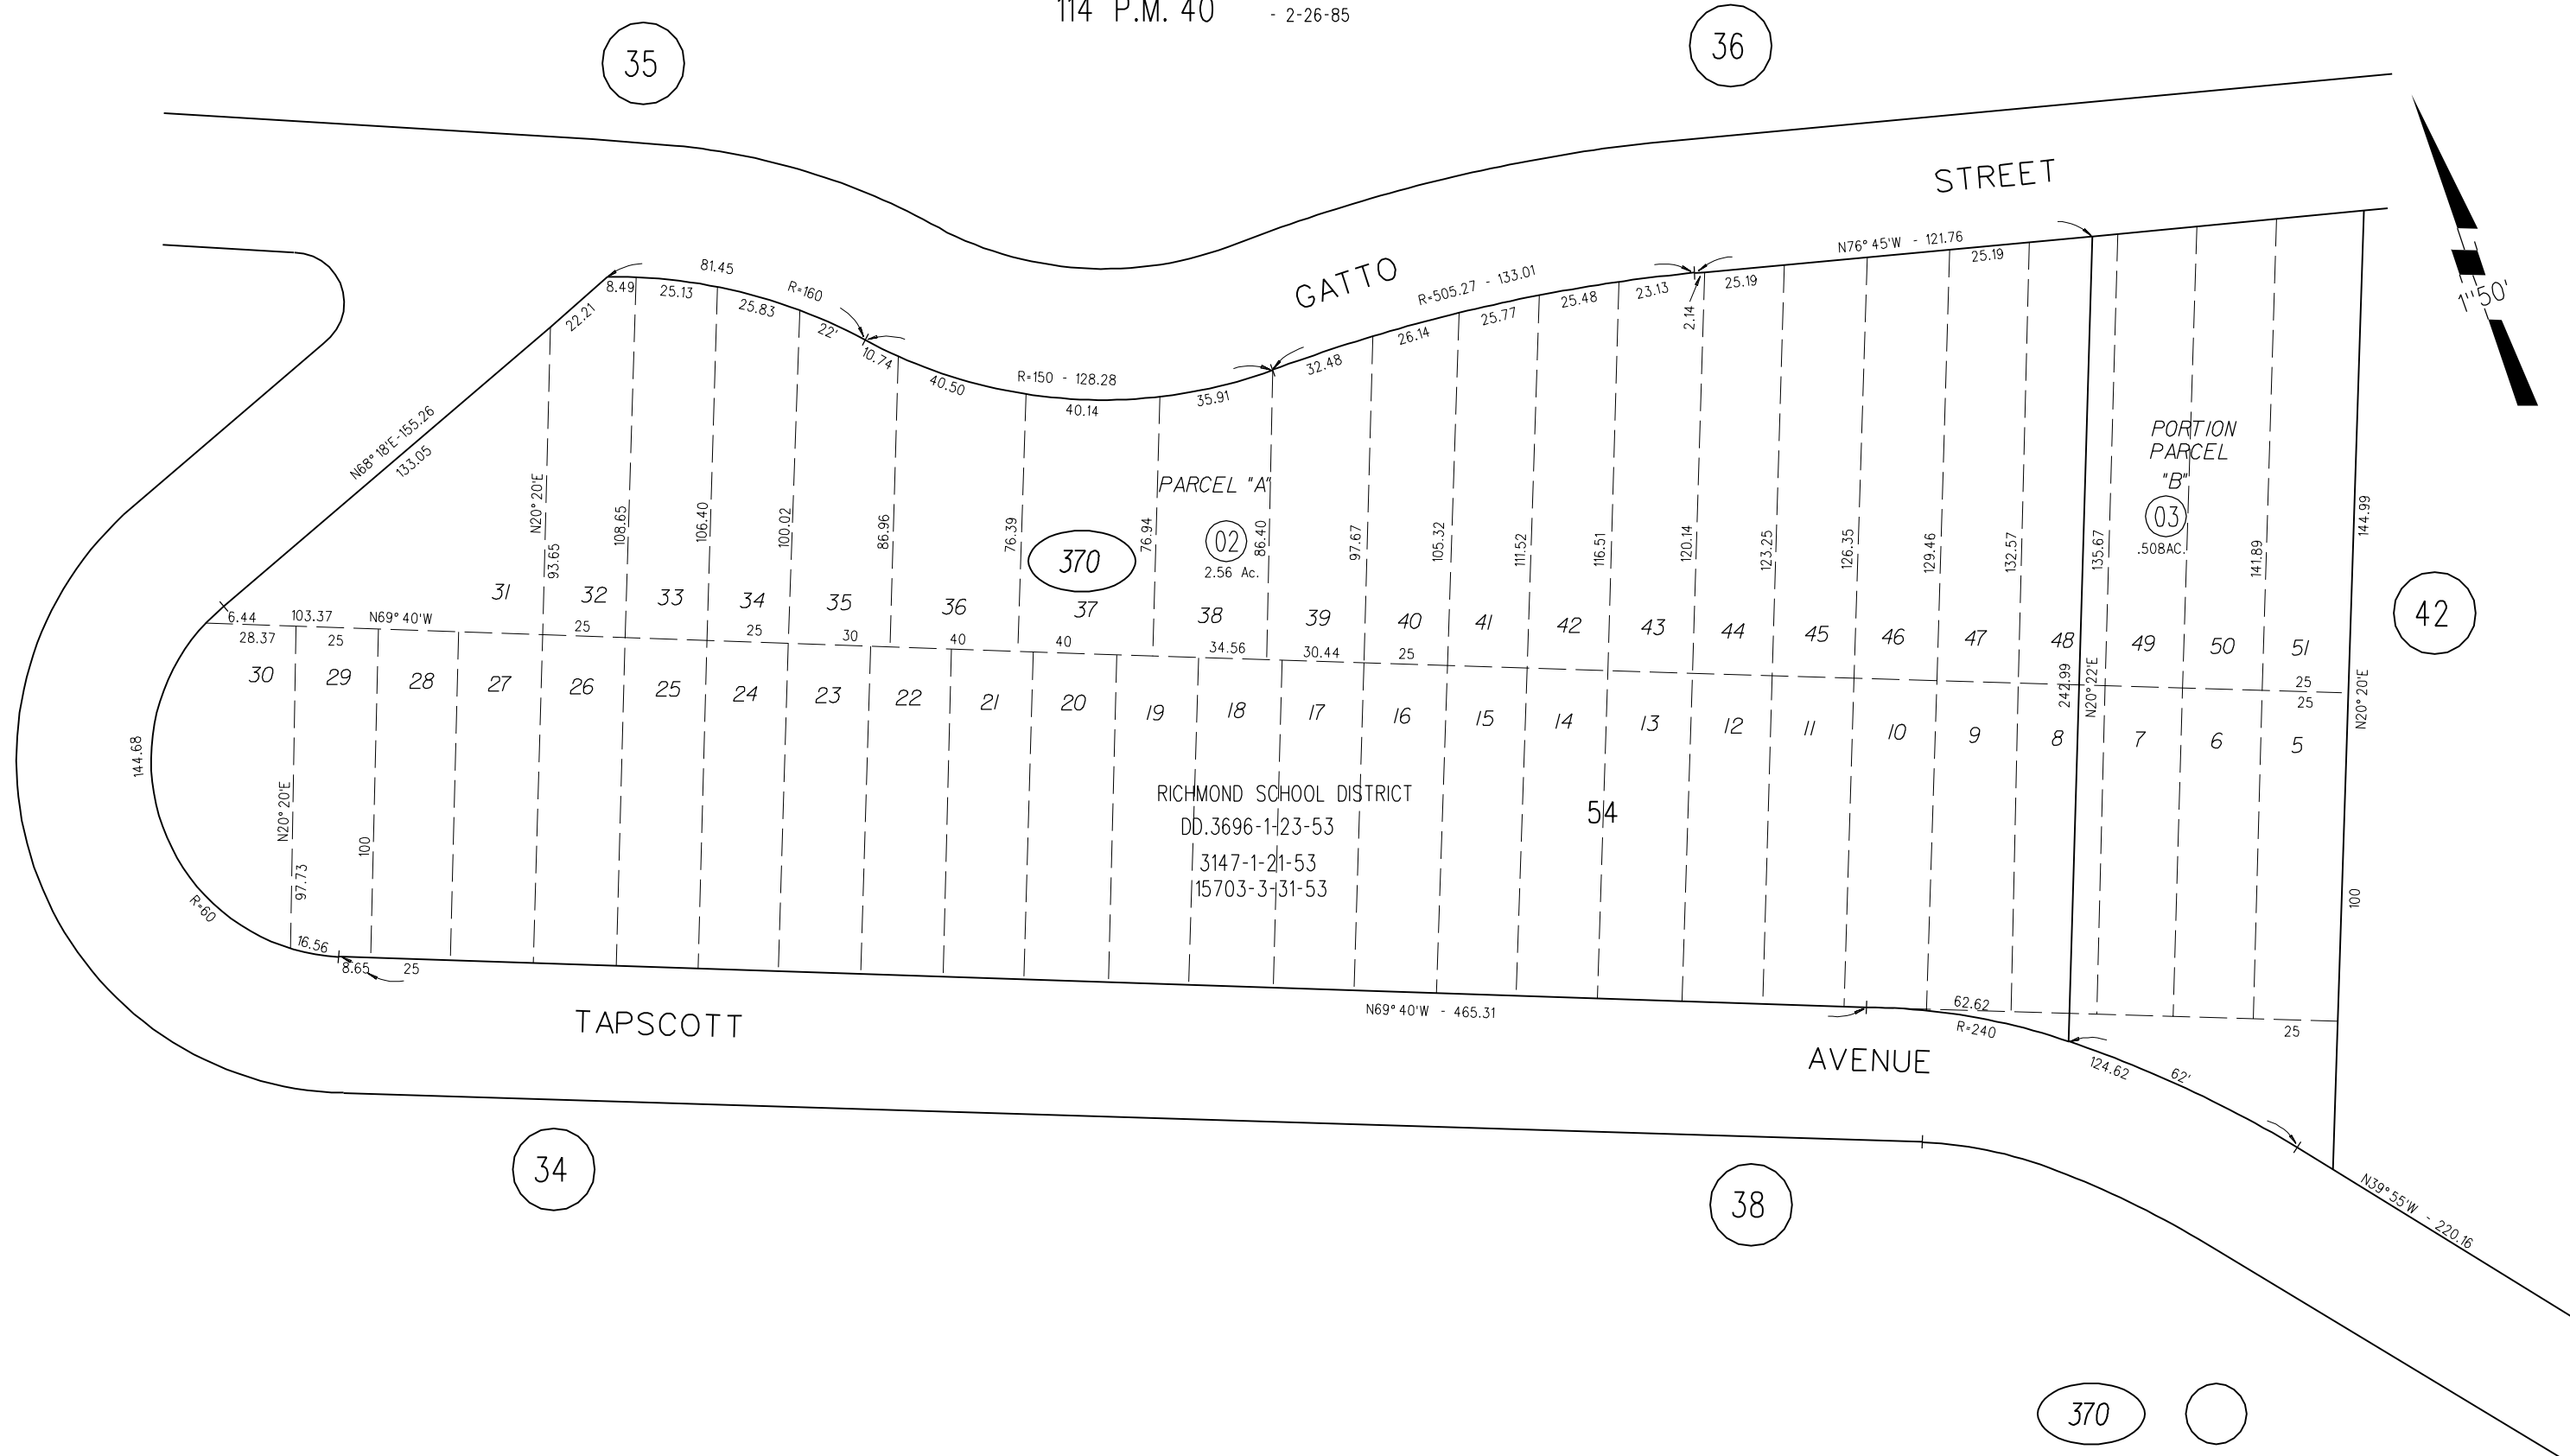 114 P.M. 40 - 2-26-85
35
36
STREET
GATTO
1"50'
N76°45'W - 121.76
25.19
25.19
2.14
81.45
R=160
8.49
25.13
25.83
22'
10.74
40.50
R=150 - 128.28
40.14
35.91
32.48
R=505.27 - 133.01
26.14
25.77
25.48
23.13
22.21
N68°18'E-155.26
133.05
N20°20'E
93.65
108.65
106.40
100.02
86.96
76.39
76.94
86.40
97.67
105.32
111.52
116.51
120.14
123.25
126.35
129.46
132.57
135.67
141.89
144.99
PARCEL "A"
370
02
2.56 Ac.
PORTION
PARCEL
"B"
03
.508AC.
42
31 32 33 34 35 36 37 38 39 40 41 42 43 44 45 46 47 48 49 50 51
6.44 103.37 N69°40'W
28.37 25 25 25 30 40 40 34.56 30.44 25
25
25
242.99
N20°22'E
N20°20'E
30 29 28 27 26 25 24 23 22 21 20 19 18 17 16 15 14 13 12 11 10 9 8 7 6 5
144.68
N20°20'E
97.73
100
R=60
16.56
8.65 25
RICHMOND SCHOOL DISTRICT
DD.3696-1-23-53
3147-1-21-53
15703-3-31-53
54
100
N69°40'W - 465.31
62.62
R=240
25
124.62
62'
TAPSCOTT
AVENUE
N39°55'W - 220.16
34
38
370